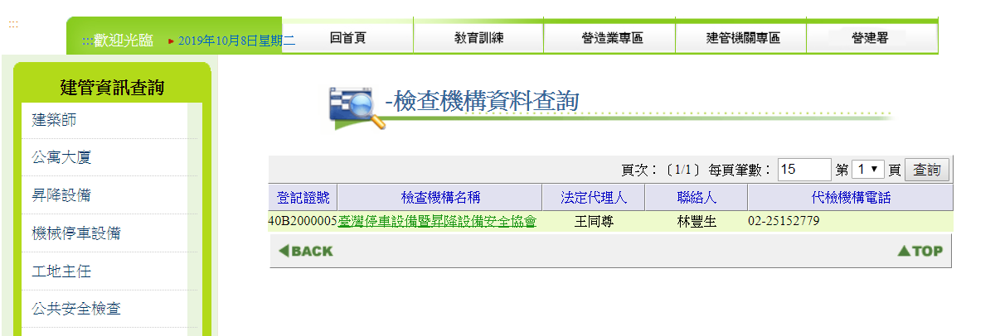 :::
:::歡迎光臨 2019年10月8日星期二 回首頁 教育訓練 營造業專區 建管機關專區 營建署
建管資訊查詢
建築師
公寓大廈
昇降設備
機械停車設備
工地主任
公共安全檢查
-檢查機構資料查詢
頁次：〔1/1〕每頁筆數： 15 第 1 頁 查詢
登記證號 檢查機構名稱 法定代理人 聯絡人 代檢機構電話
40B2000005 臺灣停車設備暨昇降設備安全協會 王同尊 林豐生 02-25152779
BACK TOP